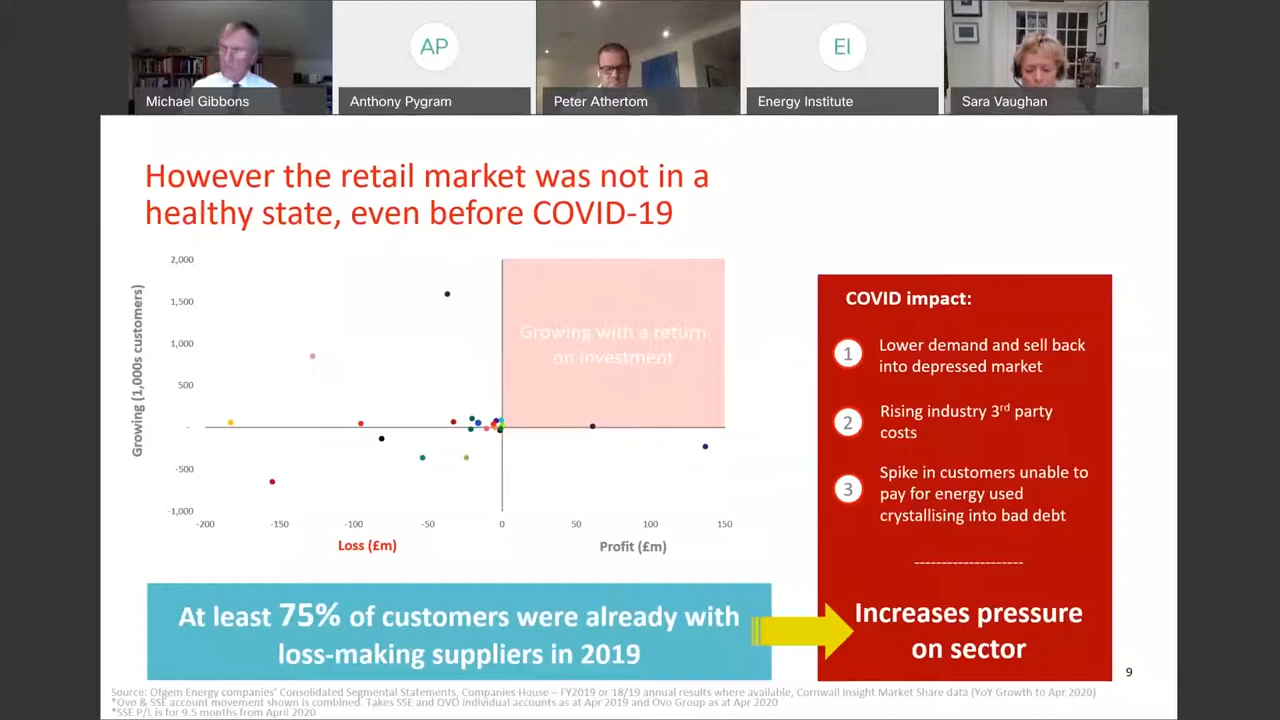 AP
EI
Michael Gibbons
Anthony Pygram
Peter Athertom
Energy Institute
Sara Vaughan
However the retail market was not in a
healthy state, even before COVID-19
Growing (1,000s customers)
2,000
1,500
1,000
500
-
-500
-1,000
Growing with a return
on investment
-200
-150
-100
-50
0
50
100
150
Loss (£m)
Profit (£m)
COVID impact:
1
Lower demand and sell back
into depressed market
2
Rising industry 3rd party
costs
3
Spike in customers unable to
pay for energy used
crystallising into bad debt
--------------------
Increases pressure
on sector
At least 75% of customers were already with
loss-making suppliers in 2019
9
Source: Ofgem Energy companies' Consolidated Segmental Statements, Companies House – FY2019 or 18/19 annual results where available, Cornwall Insight Market Share data (YoY Growth to Apr 2020)
*Ovo & SSE account movement shown is combined. Takes SSE and OVO individual accounts as at Apr 2019 and Ovo Group as at Apr 2020
*SSE P/L is for 9.5 months from April 2020